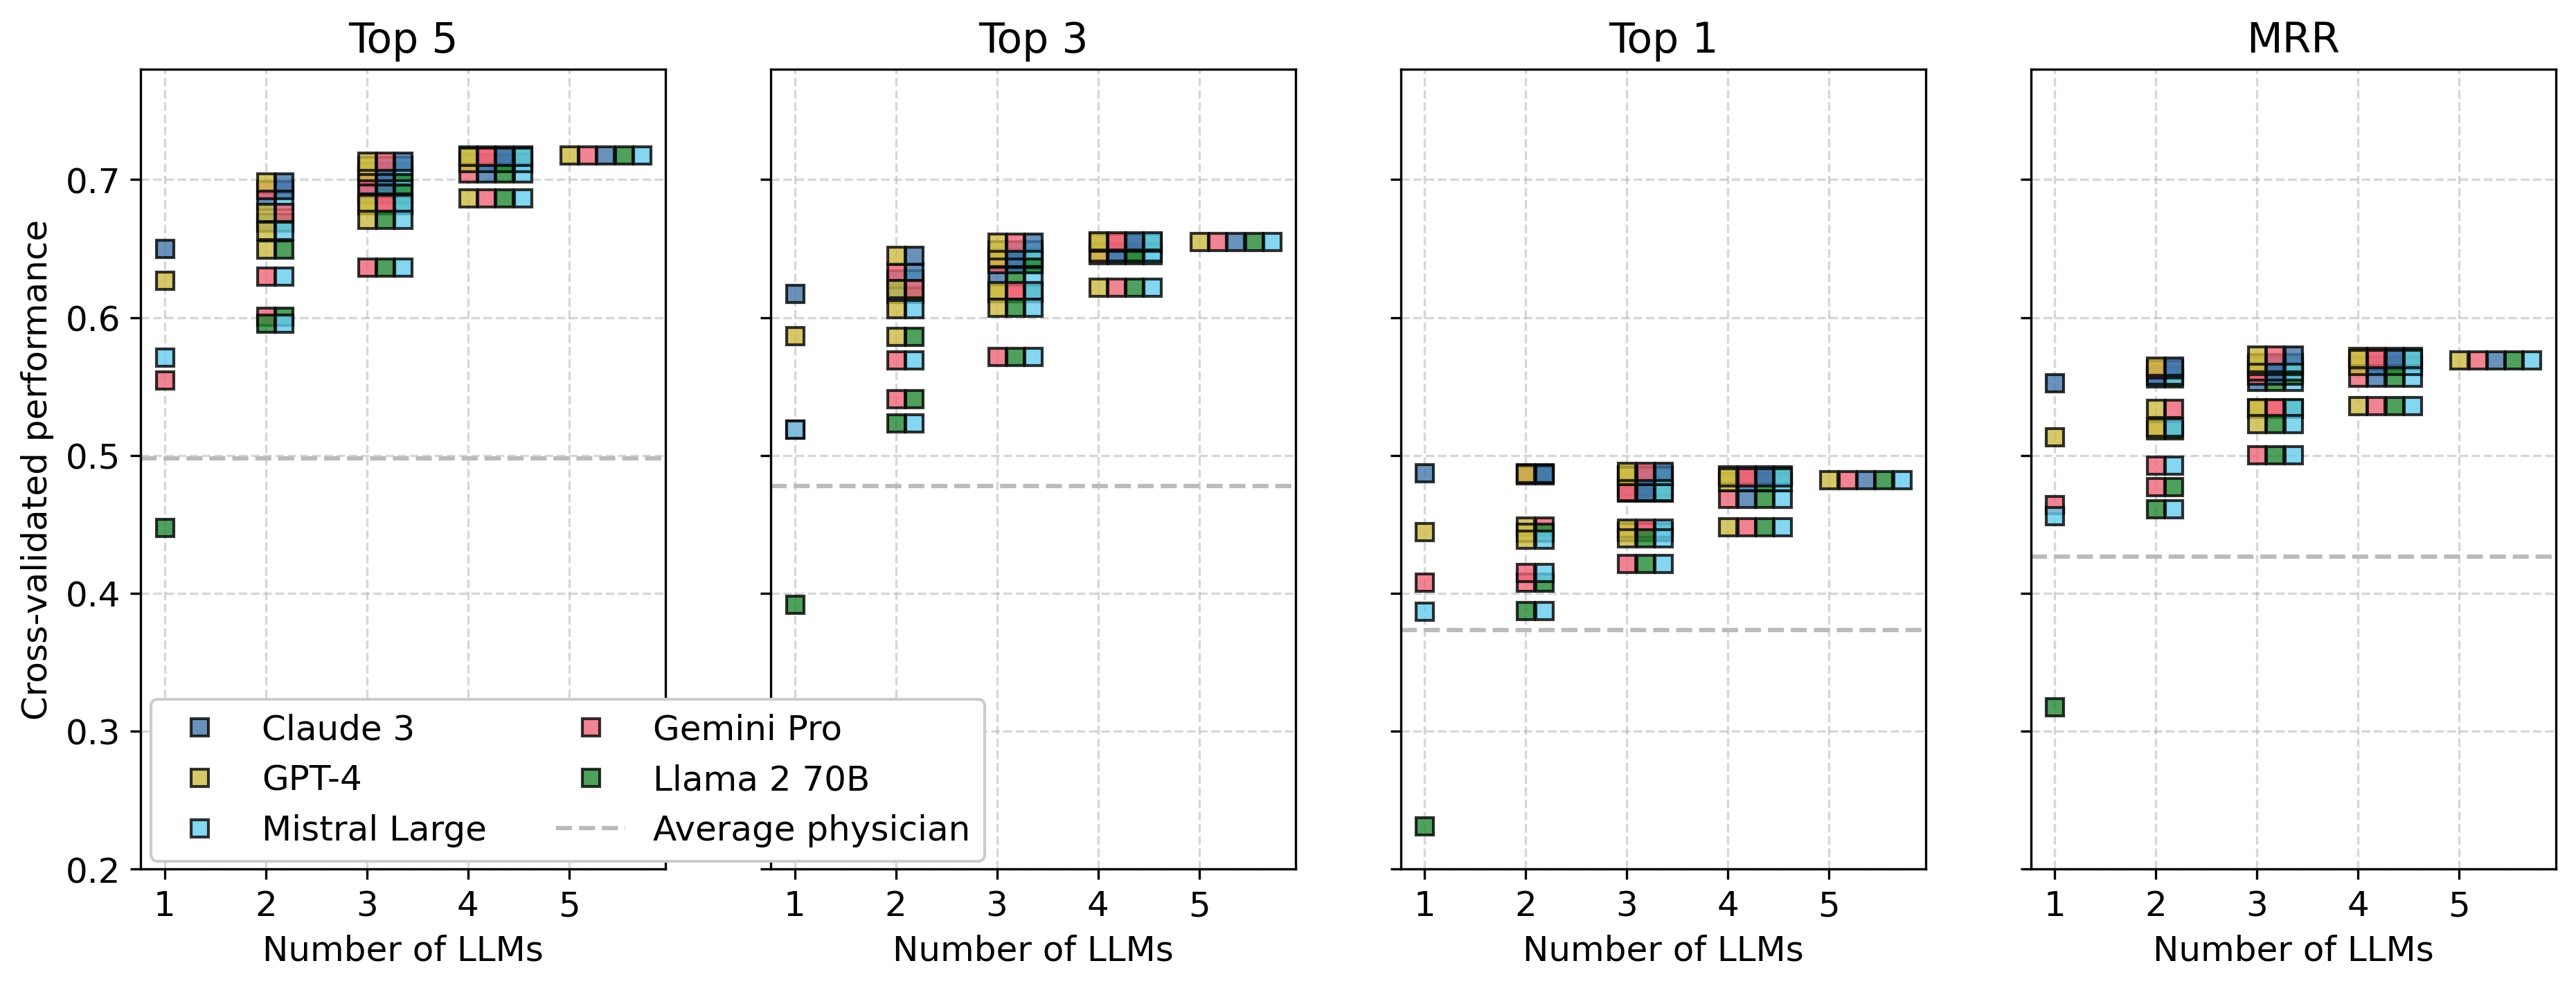 Top 5
Top 3
Top 1
MRR
Cross-validated performance
0.7
0.6
0.5
0.4
0.3
0.2
Claude 3
GPT-4
Mistral Large
Gemini Pro
Llama 2 70B
Average physician
1 2 3 4 5
1 2 3 4 5
1 2 3 4 5
1 2 3 4 5
Number of LLMs
Number of LLMs
Number of LLMs
Number of LLMs